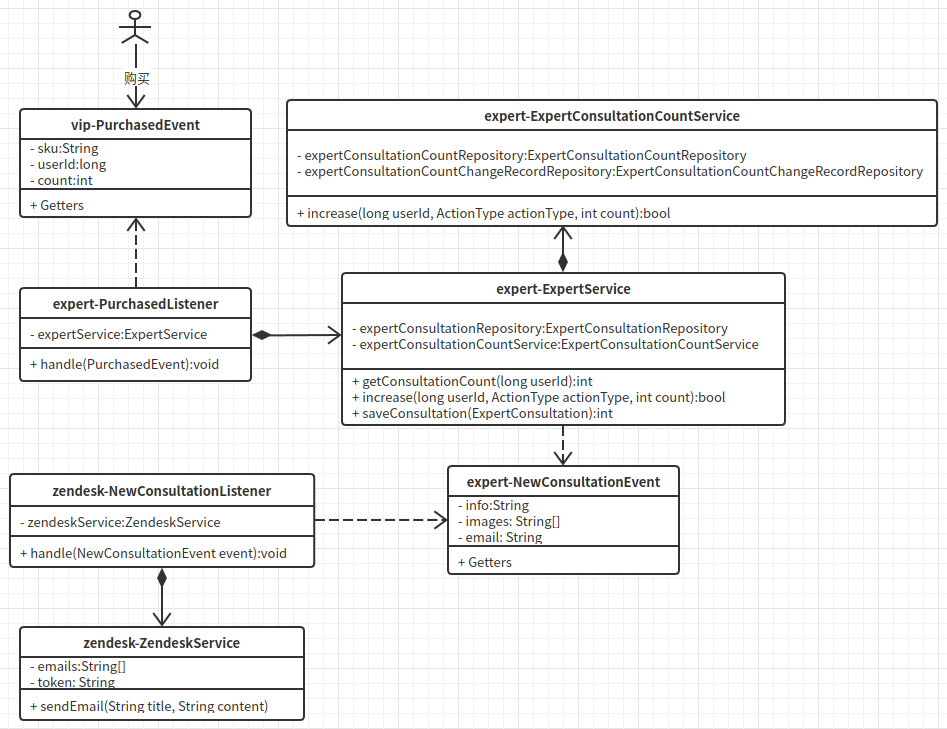 购买
vip-PurchasedEvent
- sku:String
- userId:long
- count:int
+ Getters
expert-ExpertConsultationCountService
- expertConsultationCountRepository:ExpertConsultationCountRepository
- expertConsultationCountChangeRecordRepository:ExpertConsultationCountChangeRecordRepository
+ increase(long userId, ActionType actionType, int count):bool
expert-PurchasedListener
- expertService:ExpertService
+ handle(PurchasedEvent):void
expert-ExpertService
- expertConsultationRepository:ExpertConsultationRepository
- expertConsultationCountService:ExpertConsultationCountService
+ getConsultationCount(long userId):int
+ increase(long userId, ActionType actionType, int count):bool
+ saveConsultation(ExpertConsultation):int
zendesk-NewConsultationListener
- zendeskService:ZendeskService
+ handle(NewConsultationEvent event):void
expert-NewConsultationEvent
- info:String
- images: String[]
- email: String
+ Getters
zendesk-ZendeskService
- emails:String[]
- token: String
+ sendEmail(String title, String content)